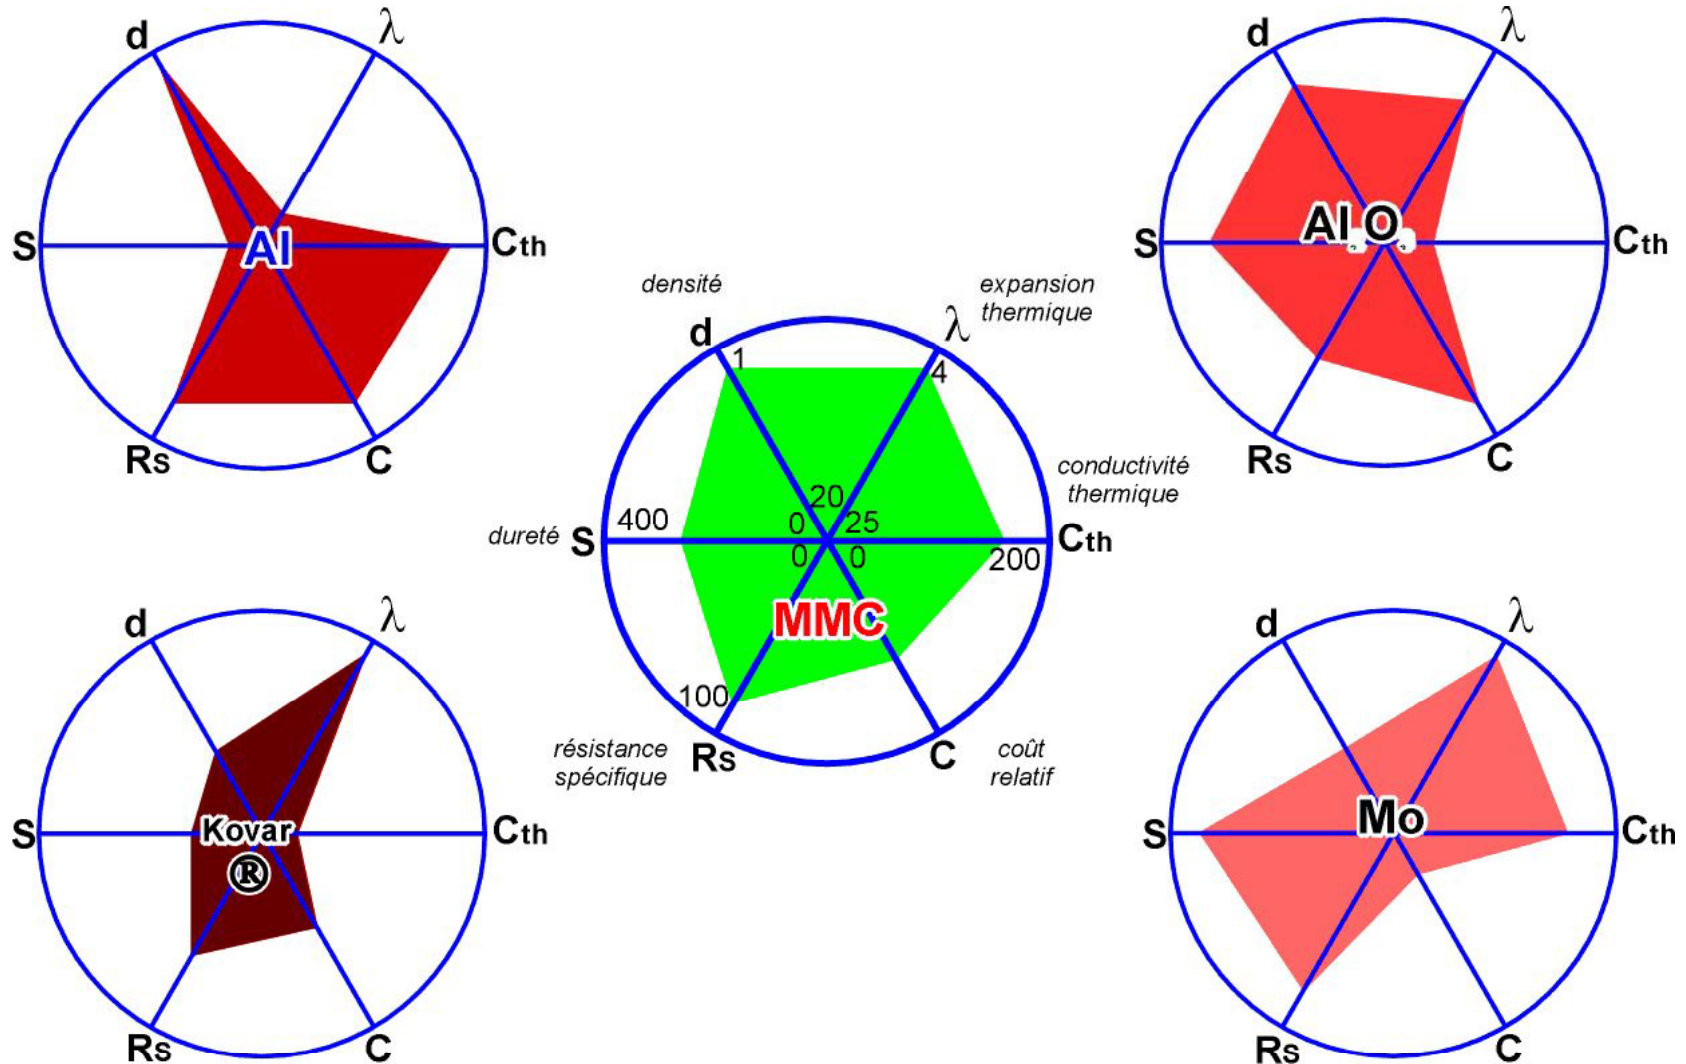 d
λ
S
Al
Cth
Rs
C
d
λ
S
Al₂O₃
Cth
Rs
C
densité
expansion
thermique
d
λ
1
4
conductivité
thermique
20
dureté
S
400
0
25
Cth
0
0
200
MMC
100
résistance
spécifique
Rs
C
coût
relatif
d
λ
S
Kovar
®
Cth
Rs
C
d
λ
S
Mo
Cth
Rs
C